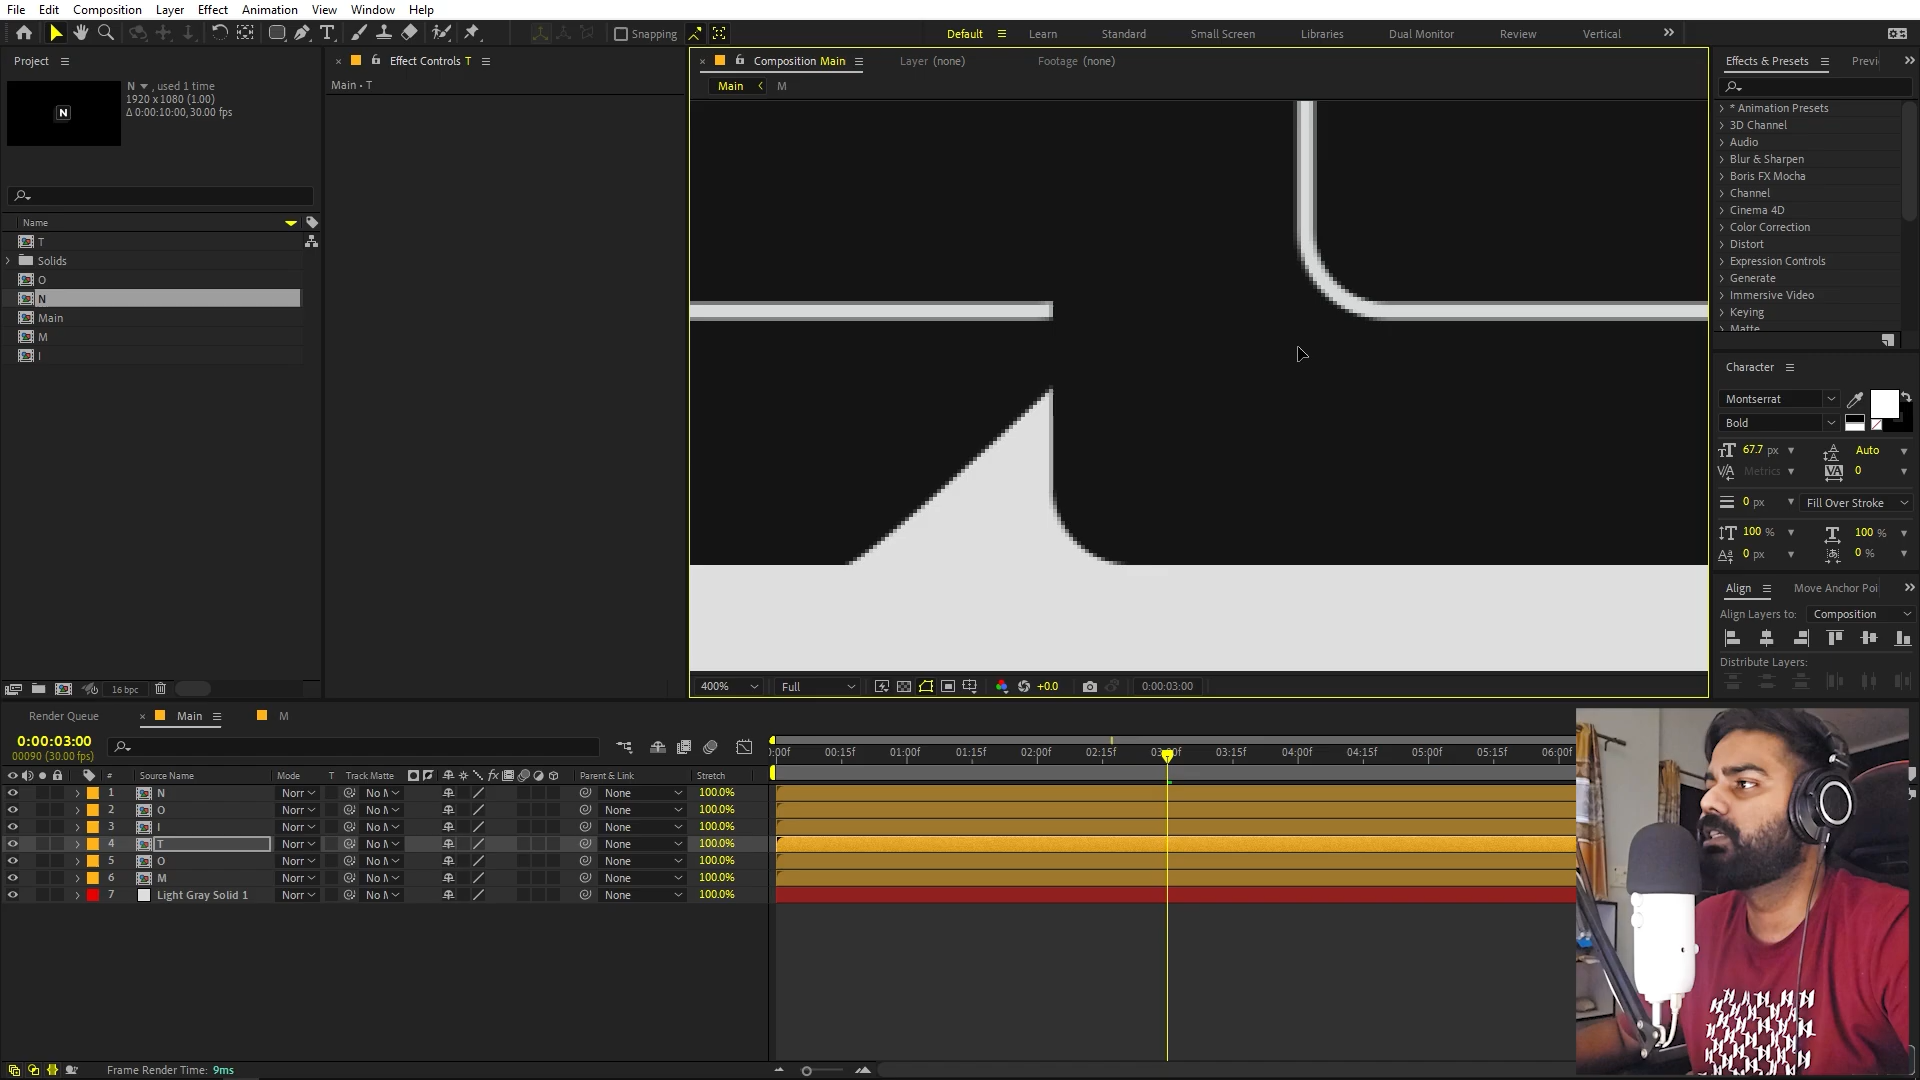 File Edit Composition Layer Effect Animation View Window Help
Snapping
Default Learn Standard Small Screen Libraries Dual Monitor Review Vertical
Project
N , used 1 time
1920 x 1080 (1.00)
Δ 0:00:10:00, 30.00 fps
N
Name
T
Solids
O
N
Main
M
I
16 bpc
Effect Controls T
Main • T
Composition Main
Layer (none)
Footage (none)
Main M
400% Full +0.0 0:00:03:00
Effects & Presets
* Animation Presets
3D Channel
Audio
Blur & Sharpen
Boris FX Mocha
Channel
Cinema 4D
Color Correction
Distort
Expression Controls
Generate
Immersive Video
Keying
Matte
Character
Montserrat
Bold
67.7 px Auto
Metrics 0
0 px Fill Over Stroke
100 % 100 %
0 px 0 %
Align Move Anchor Poi
Align Layers to: Composition
Distribute Layers:
Render Queue Main M
0:00:03:00
00090 (30.00 fps)
:00f 00:15f 01:00f 01:15f 02:00f 02:15f 03:00f 03:15f 04:00f 04:15f 05:00f 05:15f 06:00f
# Source Name Mode T Track Matte fx Parent & Link Stretch
1 N Norr No M None 100.0%
2 O Norr No M None 100.0%
3 I Norr No M None 100.0%
4 T Norr No M None 100.0%
5 O Norr No M None 100.0%
6 M Norr No M None 100.0%
7 Light Gray Solid 1 Norr No M None 100.0%
Frame Render Time: 9ms